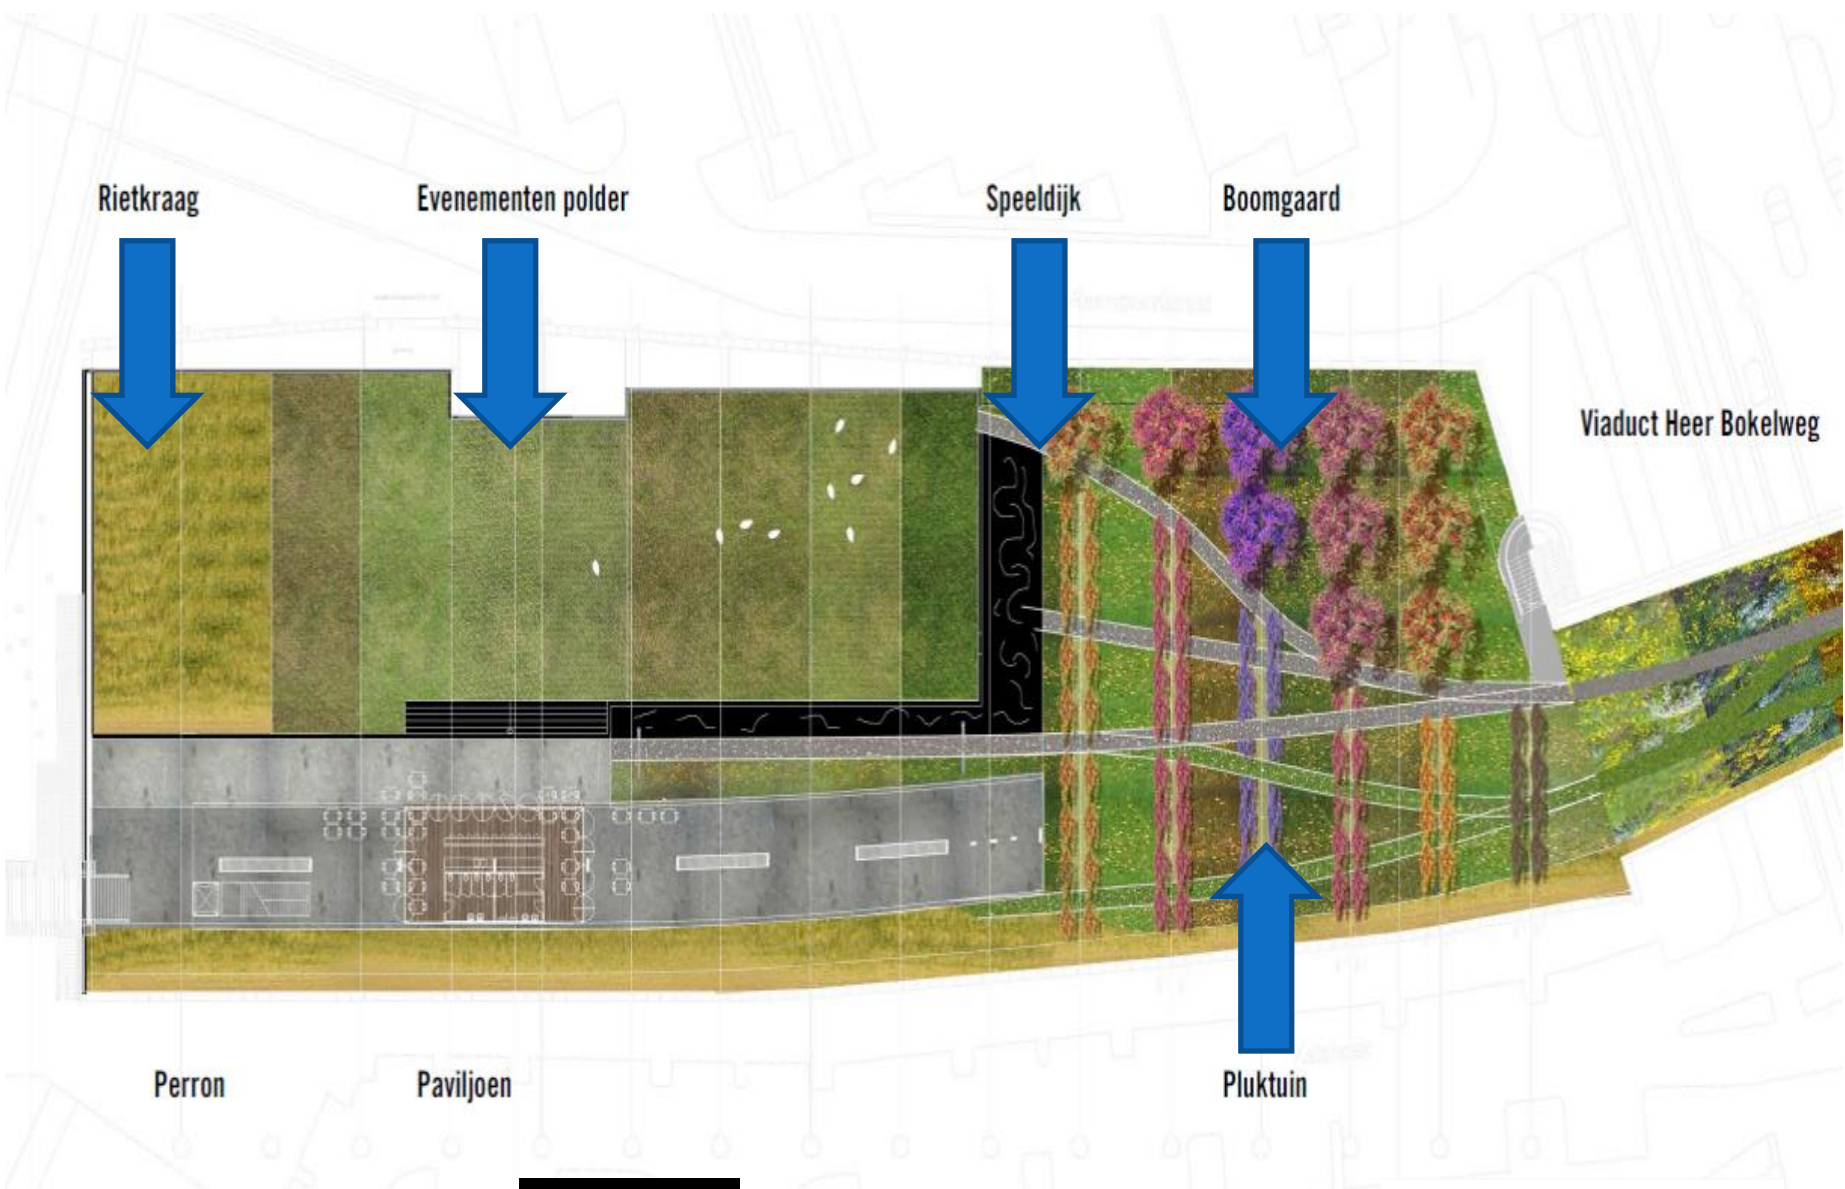 Rietkraag
Evenementen polder
Speeldijk
Boomgaard
Viaduct Heer Bokelweg
Perron
Paviljoen
Pluktuin